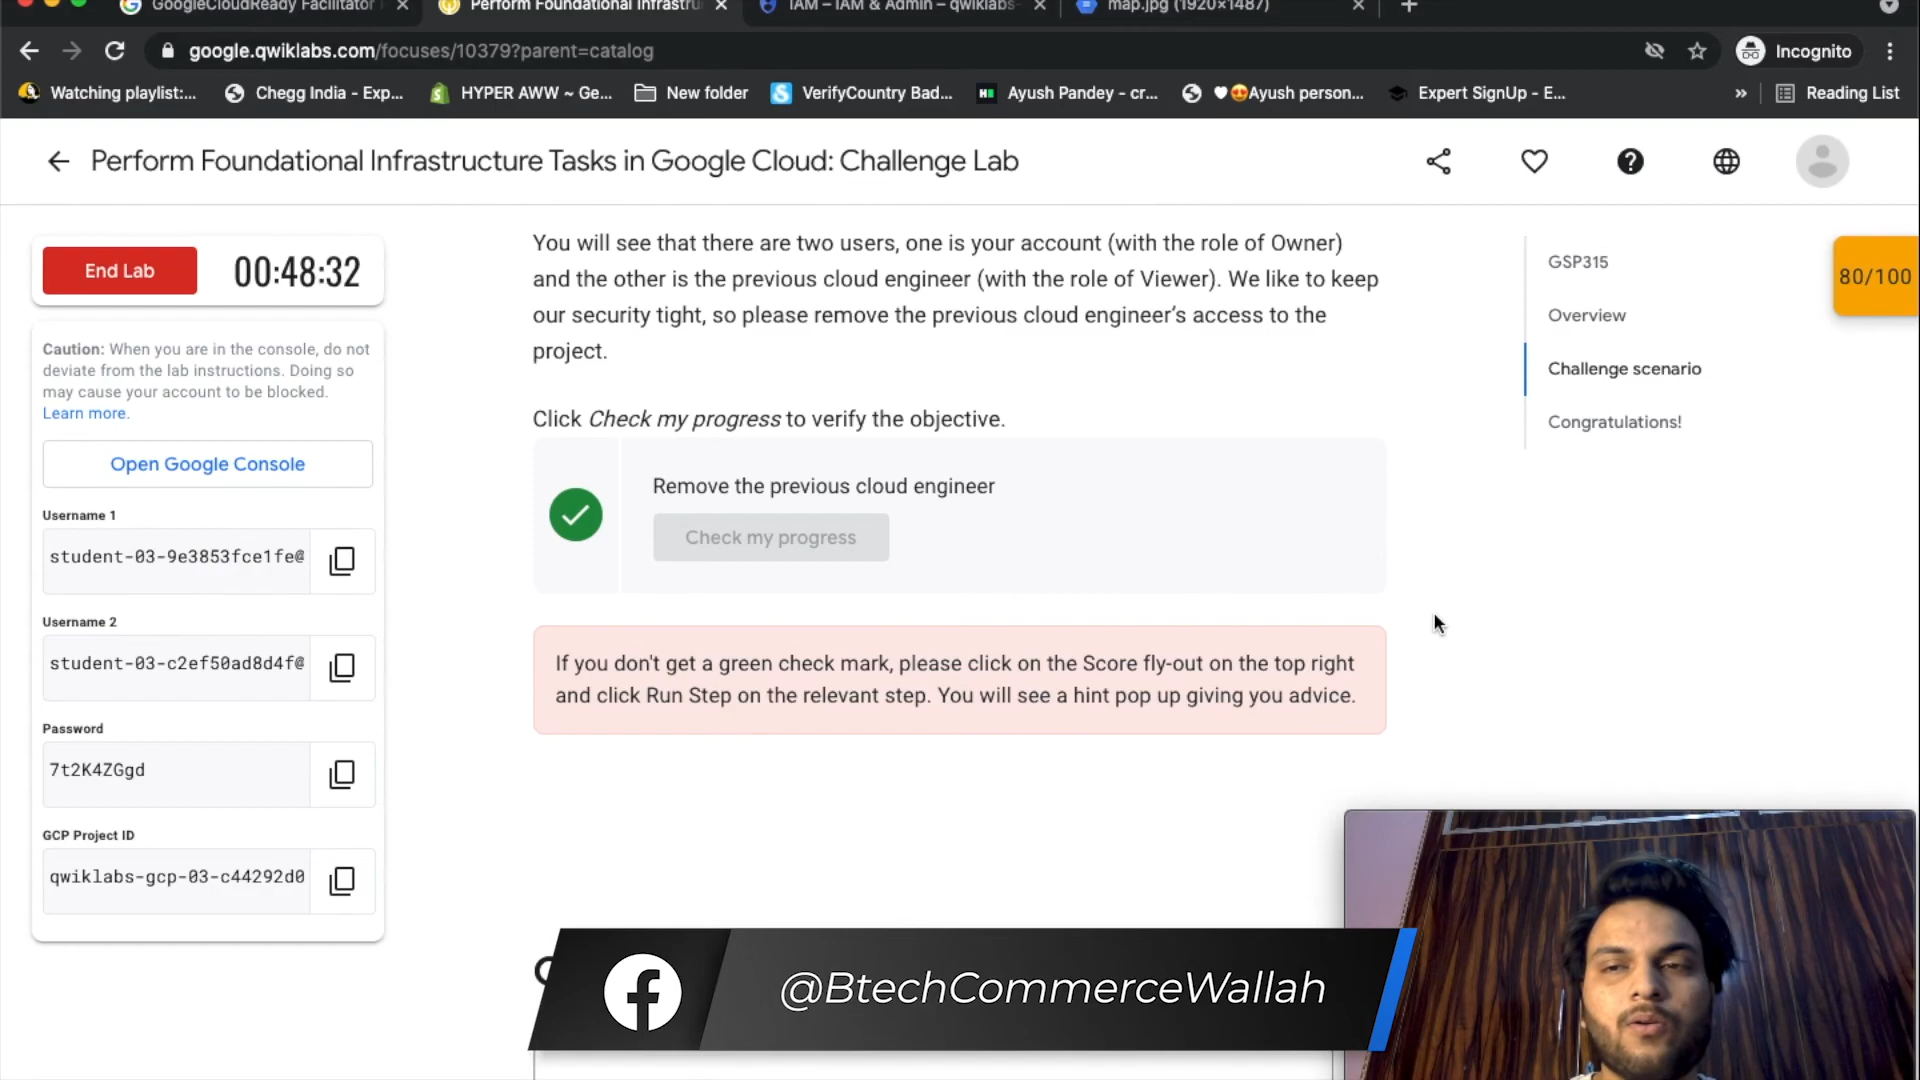 GoogleCloudReady Facilitator
Perform Foundational Infrastru
IAM – IAM & Admin – qwiklabs-
map.jpg (1920×1487)
google.qwiklabs.com/focuses/10379?parent=catalog
Incognito
Watching playlist:...
Chegg India - Exp...
HYPER AWW ~ Ge...
New folder
VerifyCountry Bad...
Ayush Pandey - cr...
♥😍Ayush person...
Expert SignUp - E...
»
Reading List
Perform Foundational Infrastructure Tasks in Google Cloud: Challenge Lab
End Lab
00:48:32
Caution: When you are in the console, do not
deviate from the lab instructions. Doing so
may cause your account to be blocked.
Learn more.
Open Google Console
Username 1
student-03-9e3853fce1fe@
Username 2
student-03-c2ef50ad8d4f@
Password
7t2K4ZGgd
GCP Project ID
qwiklabs-gcp-03-c44292d0
You will see that there are two users, one is your account (with the role of Owner)
and the other is the previous cloud engineer (with the role of Viewer). We like to keep
our security tight, so please remove the previous cloud engineer’s access to the
project.
Click Check my progress to verify the objective.
Remove the previous cloud engineer
Check my progress
If you don't get a green check mark, please click on the Score fly-out on the top right
and click Run Step on the relevant step. You will see a hint pop up giving you advice.
GSP315
Overview
Challenge scenario
Congratulations!
80/100
@BtechCommerceWallah